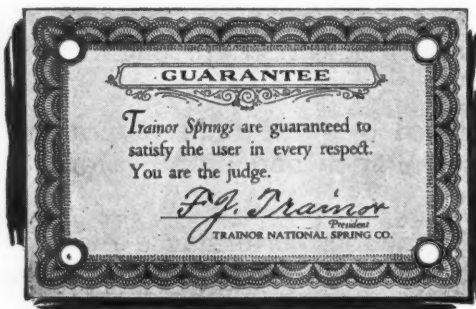 GUARANTEE
Trainor Springs are guaranteed to
satisfy the user in every respect.
You are the judge.
F.J. Trainor
President
TRAINOR NATIONAL SPRING CO.